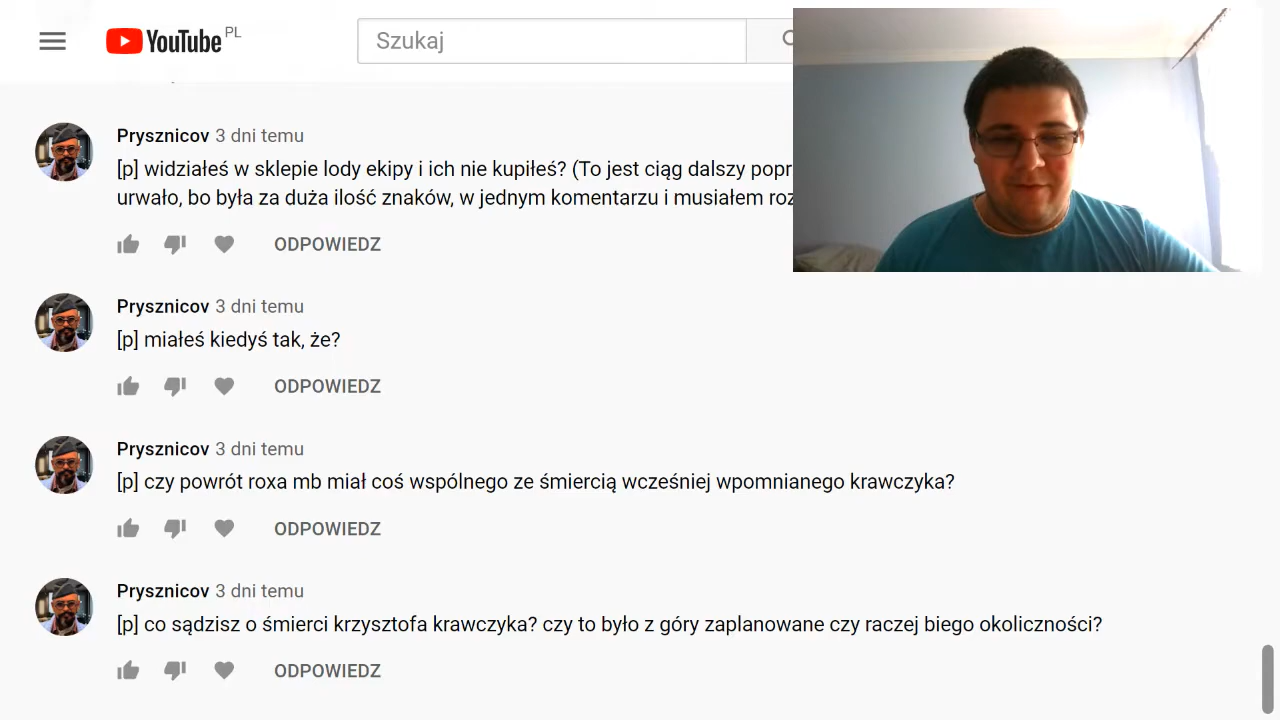 YouTube PL
Szukaj
Prysznicov 3 dni temu
[p] widziałeś w sklepie lody ekipy i ich nie kupiłeś? (To jest ciąg dalszy popr
urwało, bo była za duża ilość znaków, w jednym komentarzu i musiałem roz
ODPOWIEDZ
Prysznicov 3 dni temu
[p] miałeś kiedyś tak, że?
ODPOWIEDZ
Prysznicov 3 dni temu
[p] czy powrót roxa mb miał coś wspólnego ze śmiercią wcześniej wpomnianego krawczyka?
ODPOWIEDZ
Prysznicov 3 dni temu
[p] co sądzisz o śmierci krzysztofa krawczyka? czy to było z góry zaplanowane czy raczej biego okoliczności?
ODPOWIEDZ